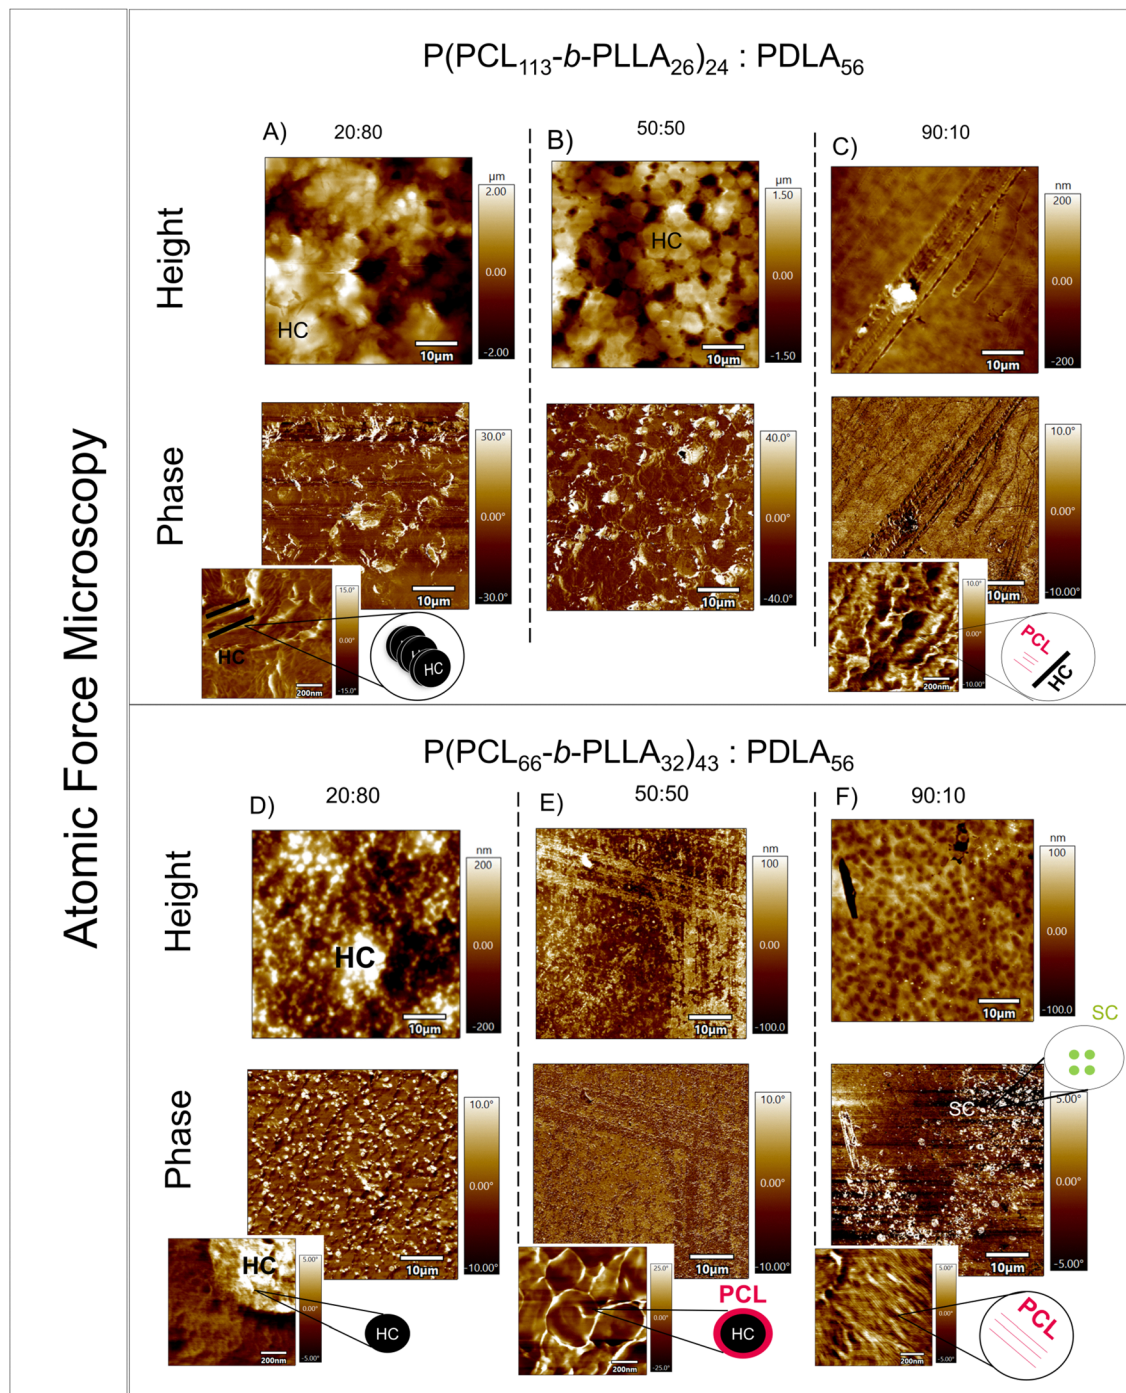 Atomic Force Microscopy
P(PCL113-b-PLLA26)24 : PDLA56
A)
20:80
B)
50:50
C)
90:10
Height
HC
10µm
µm
2.00
0.00
-2.00
HC
10µm
µm
1.50
0.00
-1.50
10µm
nm
200
0.00
-200
Phase
10µm
30.0°
0.00°
-30.0°
10µm
40.0°
0.00°
-40.0°
10µm
10.0°
0.00°
-10.00°
HC
200nm
15.0°
0.00°
-15.0°
HC
HC
200nm
10.0°
0.00°
-10.00°
PCL
HC
P(PCL66-b-PLLA32)43 : PDLA56
D)
20:80
E)
50:50
F)
90:10
Height
HC
10µm
nm
200
0.00
-200
10µm
nm
100
0.00
-100.0
10µm
nm
100
0.00
-100.0
SC
Phase
10µm
10.0°
0.00°
-10.00°
10µm
10.0°
0.00°
-10.00°
SC
10µm
5.00°
0.00°
-5.00°
HC
200nm
5.00°
0.00°
-5.00°
HC
200nm
25.0°
0.00°
-25.0°
PCL
HC
200nm
5.00°
0.00°
-5.00°
PCL